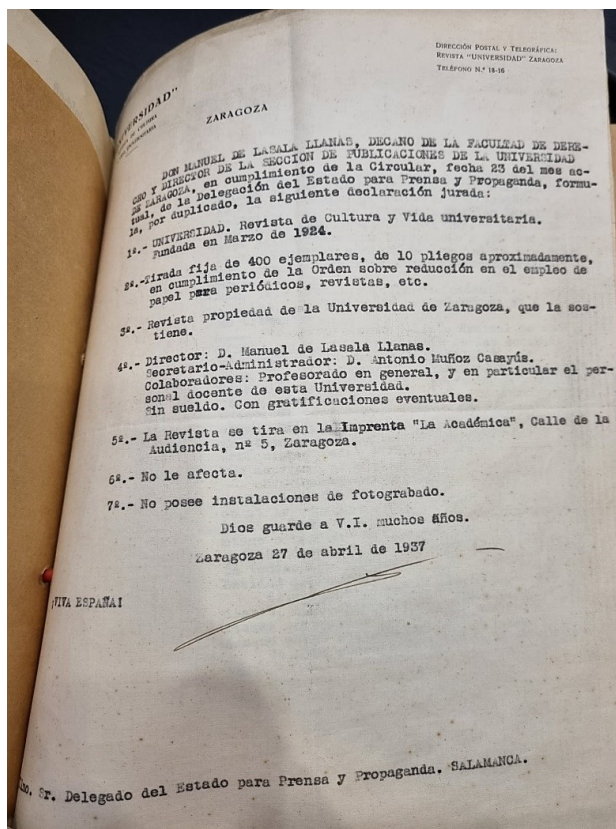 DIRECCIÓN POSTAL Y TELEGRÁFICA:
REVISTA "UNIVERSIDAD" ZARAGOZA
TELÉFONO N.º 18-16
ZARAGOZA
DON MANUEL DE LASALA LLANAS, DECANO DE LA FACULTAD DE DERE-
CHO Y DIRECTOR DE LA SECCION DE PUBLICACIONES DE LA UNIVERSIDAD
DE ZARAGOZA, en cumplimiento de la Circular, fecha 23 del mes ac-
tual, de la Delegación del Estado para Prensa y Propaganda, formu-
la, por duplicado, la siguiente declaración jurada:
1º.- UNIVERSIDAD. Revista de Cultura y Vida universitaria.
Fundada en Marzo de 1924.
2º.-Tirada fija de 400 ejemplares, de 10 pliegos aproximadamente,
en cumplimiento de la Orden sobre reducción en el empleo de
papel para periódicos, revistas, etc.
3º.- Revista propiedad de la Universidad de Zaragoza, que la sos-
tiene.
4º.- Director: D. Manuel de Lasala Llanas.
Secretario-Administrador: D. Antonio Muñoz Casayús.
Colaboradores: Profesorado en general, y en particular el per-
sonal docente de esta Universidad.
Sin sueldo. Con gratificaciones eventuales.
5º.- La Revista se tira en la Imprenta "La Académica", Calle de la
Audiencia, nº 5, Zaragoza.
6º.- No le afecta.
7º.- No posee instalaciones de fotograbado.
Dios guarde a V.I. muchos años.
Zaragoza 27 de abril de 1937
¡VIVA ESPAÑA!
Sr. Delegado del Estado para Prensa y Propaganda. SALAMANCA.